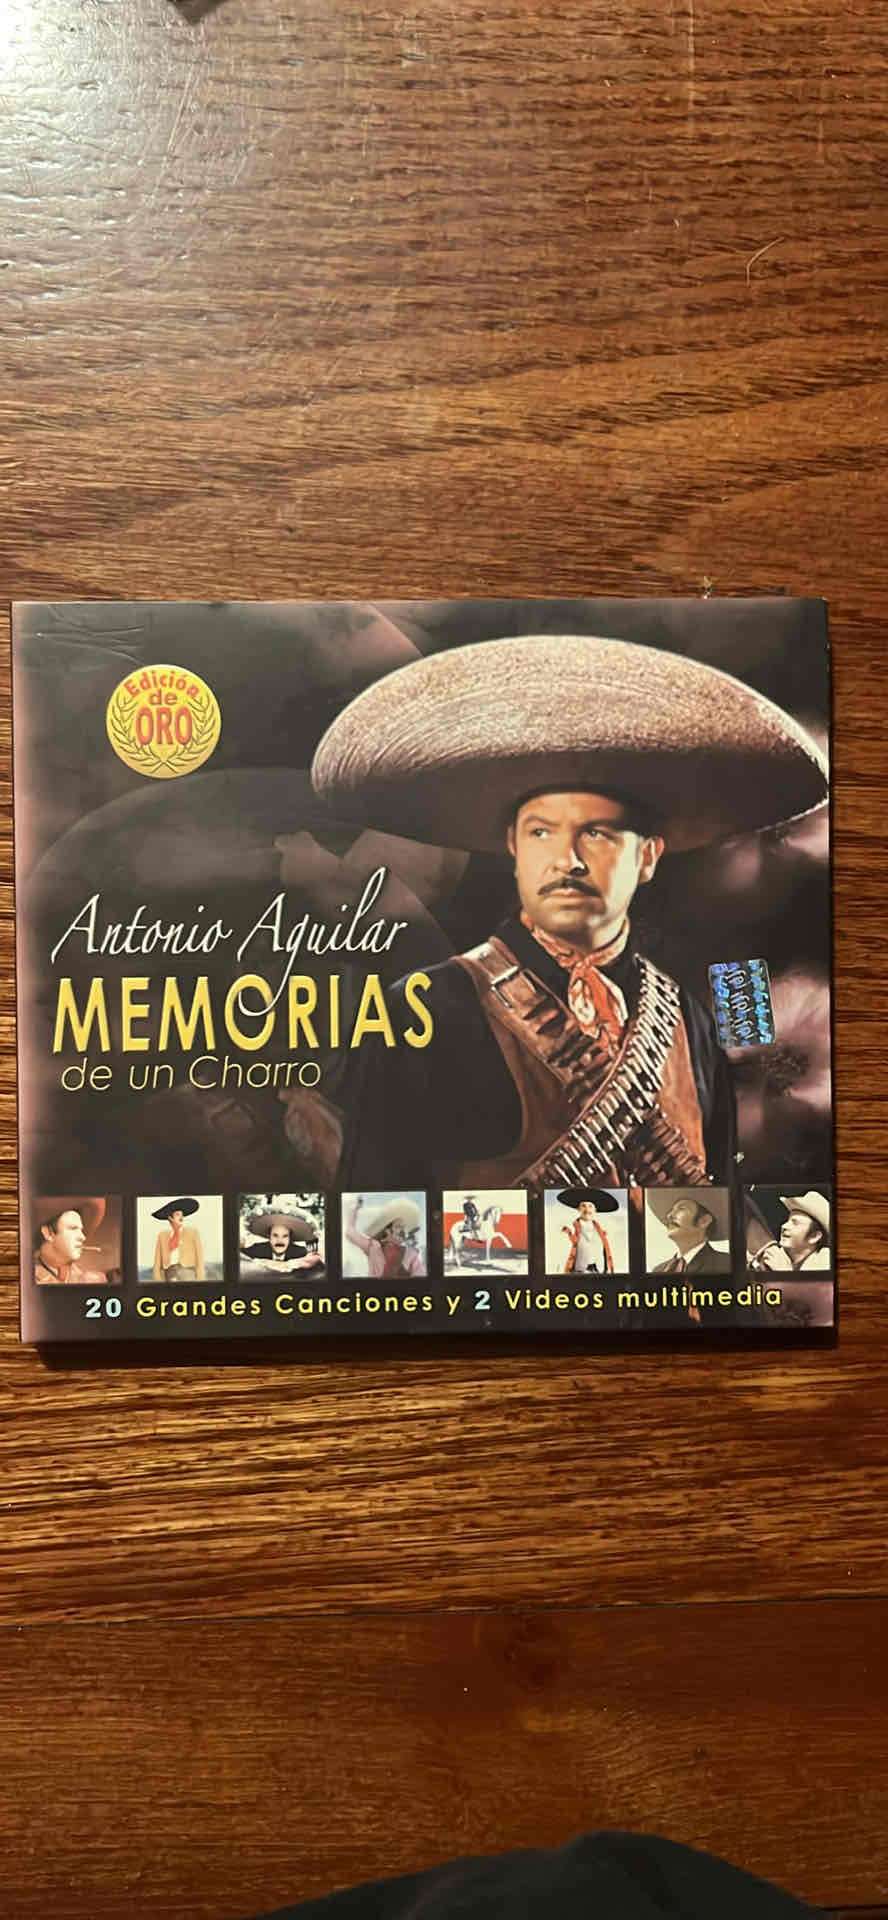 Edición
de
ORO
Antonio Aguilar
MEMORIAS
de un Charro
20 Grandes Canciones y 2 Videos multimedia